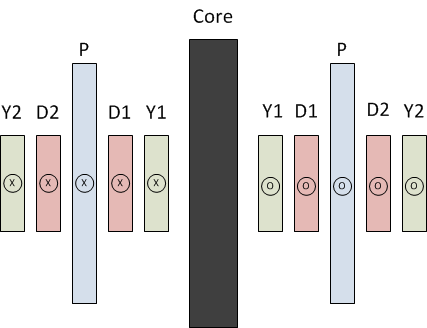 Core
P P
Y2 D2 D1 Y1 Y1 D1 D2 Y2
X X X X X O O O O O